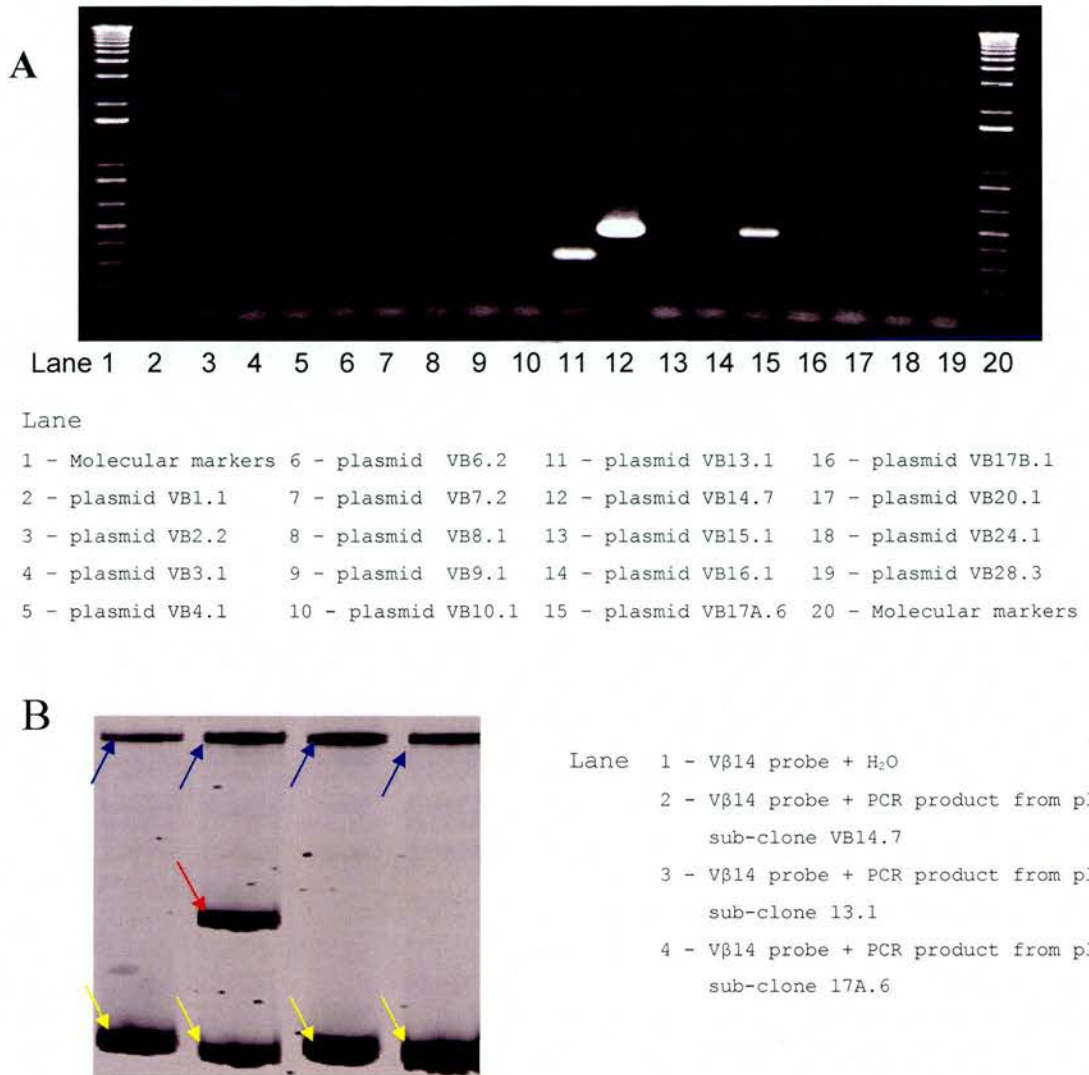 A
Lane 1 2 3 4 5 6 7 8 9 10 11 12 13 14 15 16 17 18 19 20
Lane
1 - Molecular markers 6 - plasmid VB6.2 11 - plasmid VB13.1 16 - plasmid VB17B.1
2 - plasmid VB1.1 7 - plasmid VB7.2 12 - plasmid VB14.7 17 - plasmid VB20.1
3 - plasmid VB2.2 8 - plasmid VB8.1 13 - plasmid VB15.1 18 - plasmid VB24.1
4 - plasmid VB3.1 9 - plasmid VB9.1 14 - plasmid VB16.1 19 - plasmid VB28.3
5 - plasmid VB4.1 10 - plasmid VB10.1 15 - plasmid VB17A.6 20 - Molecular markers
B
Lane 1 - Vβ14 probe + H₂O
2 - Vβ14 probe + PCR product from
sub-clone VB14.7
3 - Vβ14 probe + PCR product from
sub-clone 13.1
4 - Vβ14 probe + PCR product from
sub-clone 17A.6